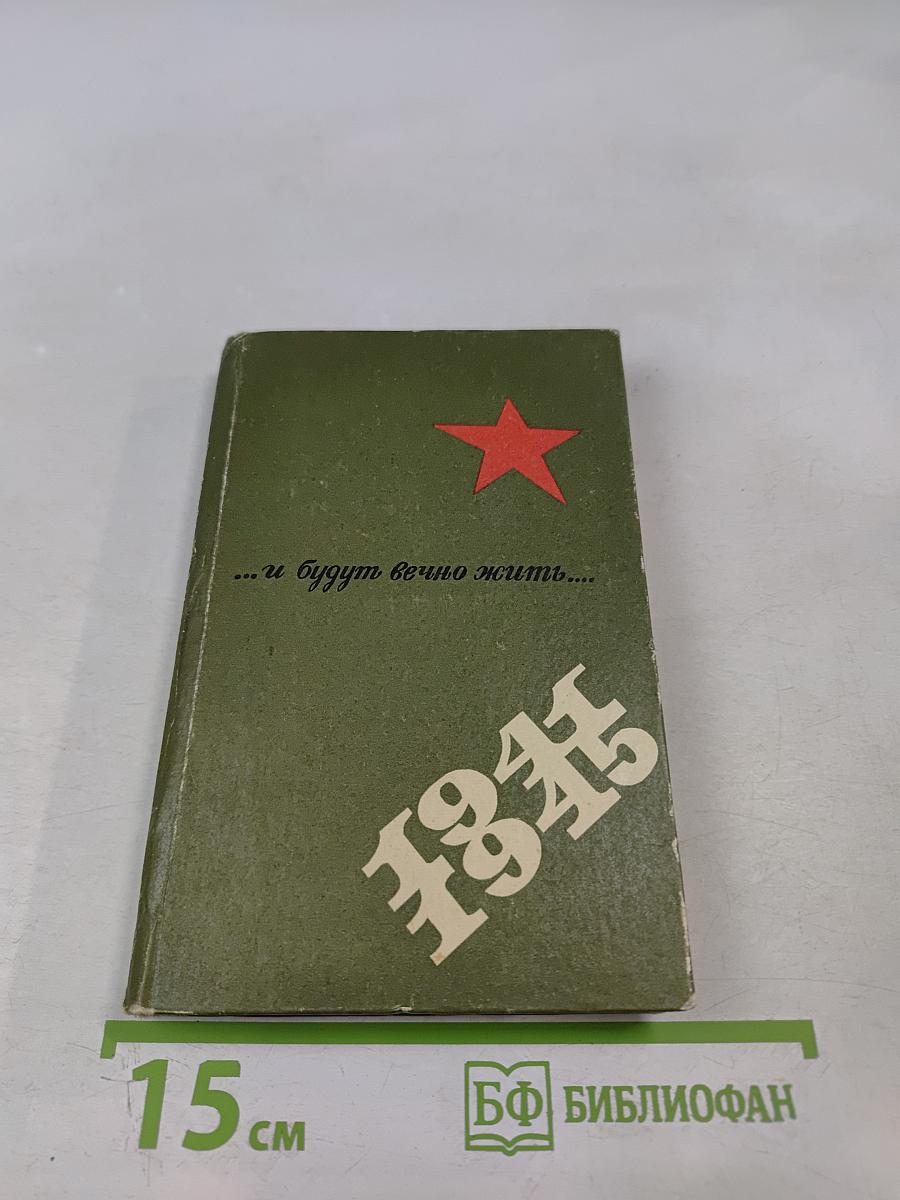 ...и будут вечно жить....
1941
1945
15 см
БФ БИБЛИОФАН